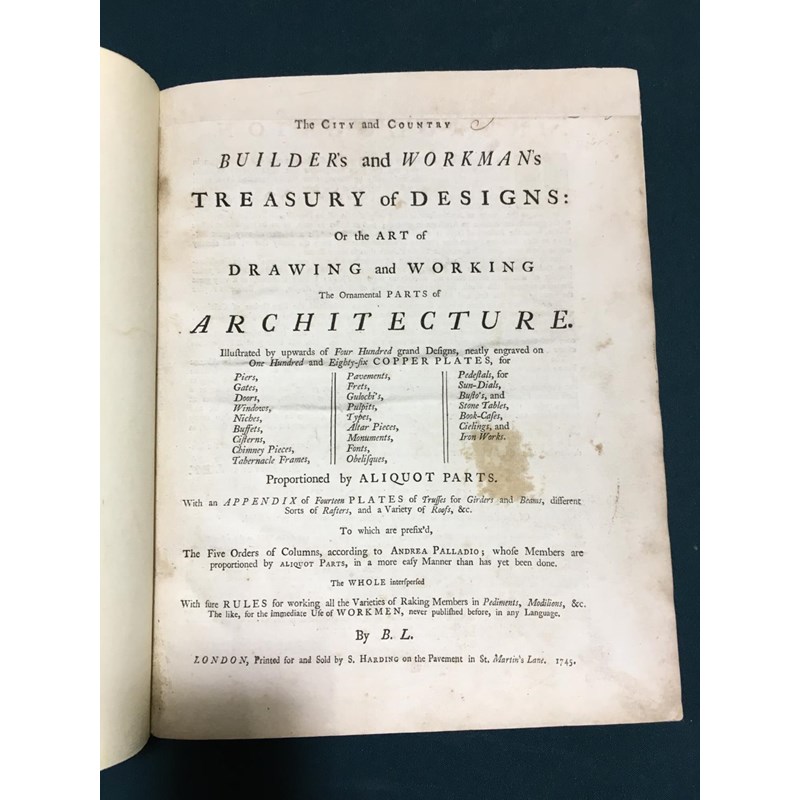 The CITY and COUNTRY
BUILDER's and WORKMAN's
TREASURY of DESIGNS:
Or the ART of
DRAWING and WORKING
The Ornamental PARTS of
ARCHITECTURE.
Illuſtrated by upwards of Four Hundred grand Deſigns, neatly engraved on
One Hundred and Eighty-ſix COPPER PLATES, for
Piers,
Gates,
Doors,
Windows,
Niches,
Buffets,
Ciſterns,
Chimney Pieces,
Tabernacle Frames,
Pavements,
Frets,
Gulochi's,
Pulpits,
Types,
Altar Pieces,
Monuments,
Fonts,
Obeliſques,
Pedeſtals, for
Sun-Dials,
Buſto's, and
Stone Tables,
Book-Caſes,
Cielings, and
Iron Works.
Proportioned by ALIQUOT PARTS.
With an APPENDIX of Fourteen PLATES of Truſſes for Girders and Beams, different
Sorts of Rafters, and a Variety of Roofs, &c.
To which are prefix'd,
The Five Orders of Columns, according to ANDREA PALLADIO; whoſe Members are
proportioned by ALIQUOT PARTS, in a more eaſy Manner than has yet been done.
The WHOLE interſperſed
With ſure RULES for working all the Varieties of Raking Members in Pediments, Modilions, &c.
The like, for the immediate Uſe of WORKMEN, never publiſhed before, in any Language.
By B. L.
LONDON, Printed for and Sold by S. HARDING on the Pavement in St. Martin's Lane. 1745.